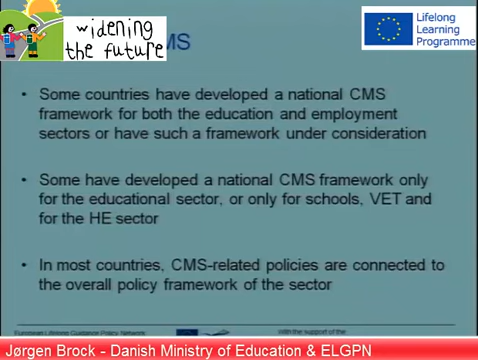 widening
the future
MS
Lifelong
Learning
Programme
• Some countries have developed a national CMS
framework for both the education and employment
sectors or have such a framework under consideration
• Some have developed a national CMS framework only
for the educational sector, or only for schools, VET and
for the HE sector
• In most countries, CMS-related policies are connected to
the overall policy framework of the sector
European Lifelong Guidance Policy Network
with the support of the
Jørgen Brock - Danish Ministry of Education & ELGPN